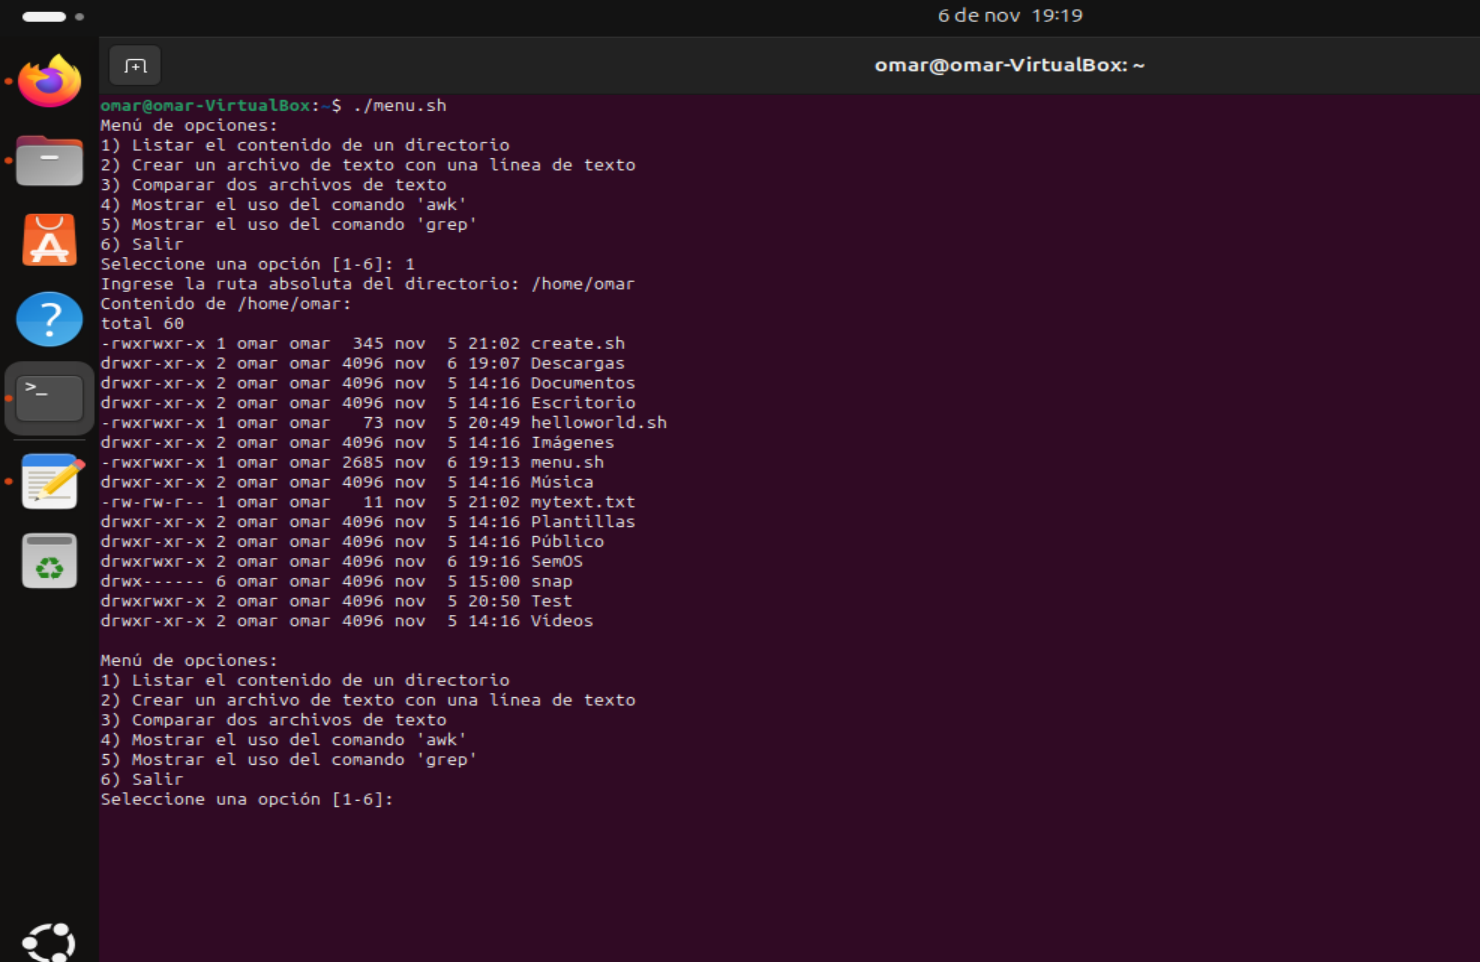 6 de nov 19:19
omar@omar-VirtualBox: ~
omar@omar-VirtualBox:~$ ./menu.sh
Menú de opciones:
1) Listar el contenido de un directorio
2) Crear un archivo de texto con una línea de texto
3) Comparar dos archivos de texto
4) Mostrar el uso del comando 'awk'
5) Mostrar el uso del comando 'grep'
6) Salir
Seleccione una opción [1-6]: 1
Ingrese la ruta absoluta del directorio: /home/omar
Contenido de /home/omar:
total 60
-rwxrwxr-x 1 omar omar  345 nov  5 21:02 create.sh
drwxr-xr-x 2 omar omar 4096 nov  6 19:07 Descargas
drwxr-xr-x 2 omar omar 4096 nov  5 14:16 Documentos
drwxr-xr-x 2 omar omar 4096 nov  5 14:16 Escritorio
-rwxrwxr-x 1 omar omar   73 nov  5 20:49 helloworld.sh
drwxr-xr-x 2 omar omar 4096 nov  5 14:16 Imágenes
-rwxrwxr-x 1 omar omar 2685 nov  6 19:13 menu.sh
drwxr-xr-x 2 omar omar 4096 nov  5 14:16 Música
-rw-rw-r-- 1 omar omar   11 nov  5 21:02 mytext.txt
drwxr-xr-x 2 omar omar 4096 nov  5 14:16 Plantillas
drwxr-xr-x 2 omar omar 4096 nov  5 14:16 Público
drwxrwxr-x 2 omar omar 4096 nov  6 19:16 SemOS
drwx------ 6 omar omar 4096 nov  5 15:00 snap
drwxrwxr-x 2 omar omar 4096 nov  5 20:50 Test
drwxr-xr-x 2 omar omar 4096 nov  5 14:16 Vídeos
Menú de opciones:
1) Listar el contenido de un directorio
2) Crear un archivo de texto con una línea de texto
3) Comparar dos archivos de texto
4) Mostrar el uso del comando 'awk'
5) Mostrar el uso del comando 'grep'
6) Salir
Seleccione una opción [1-6]: